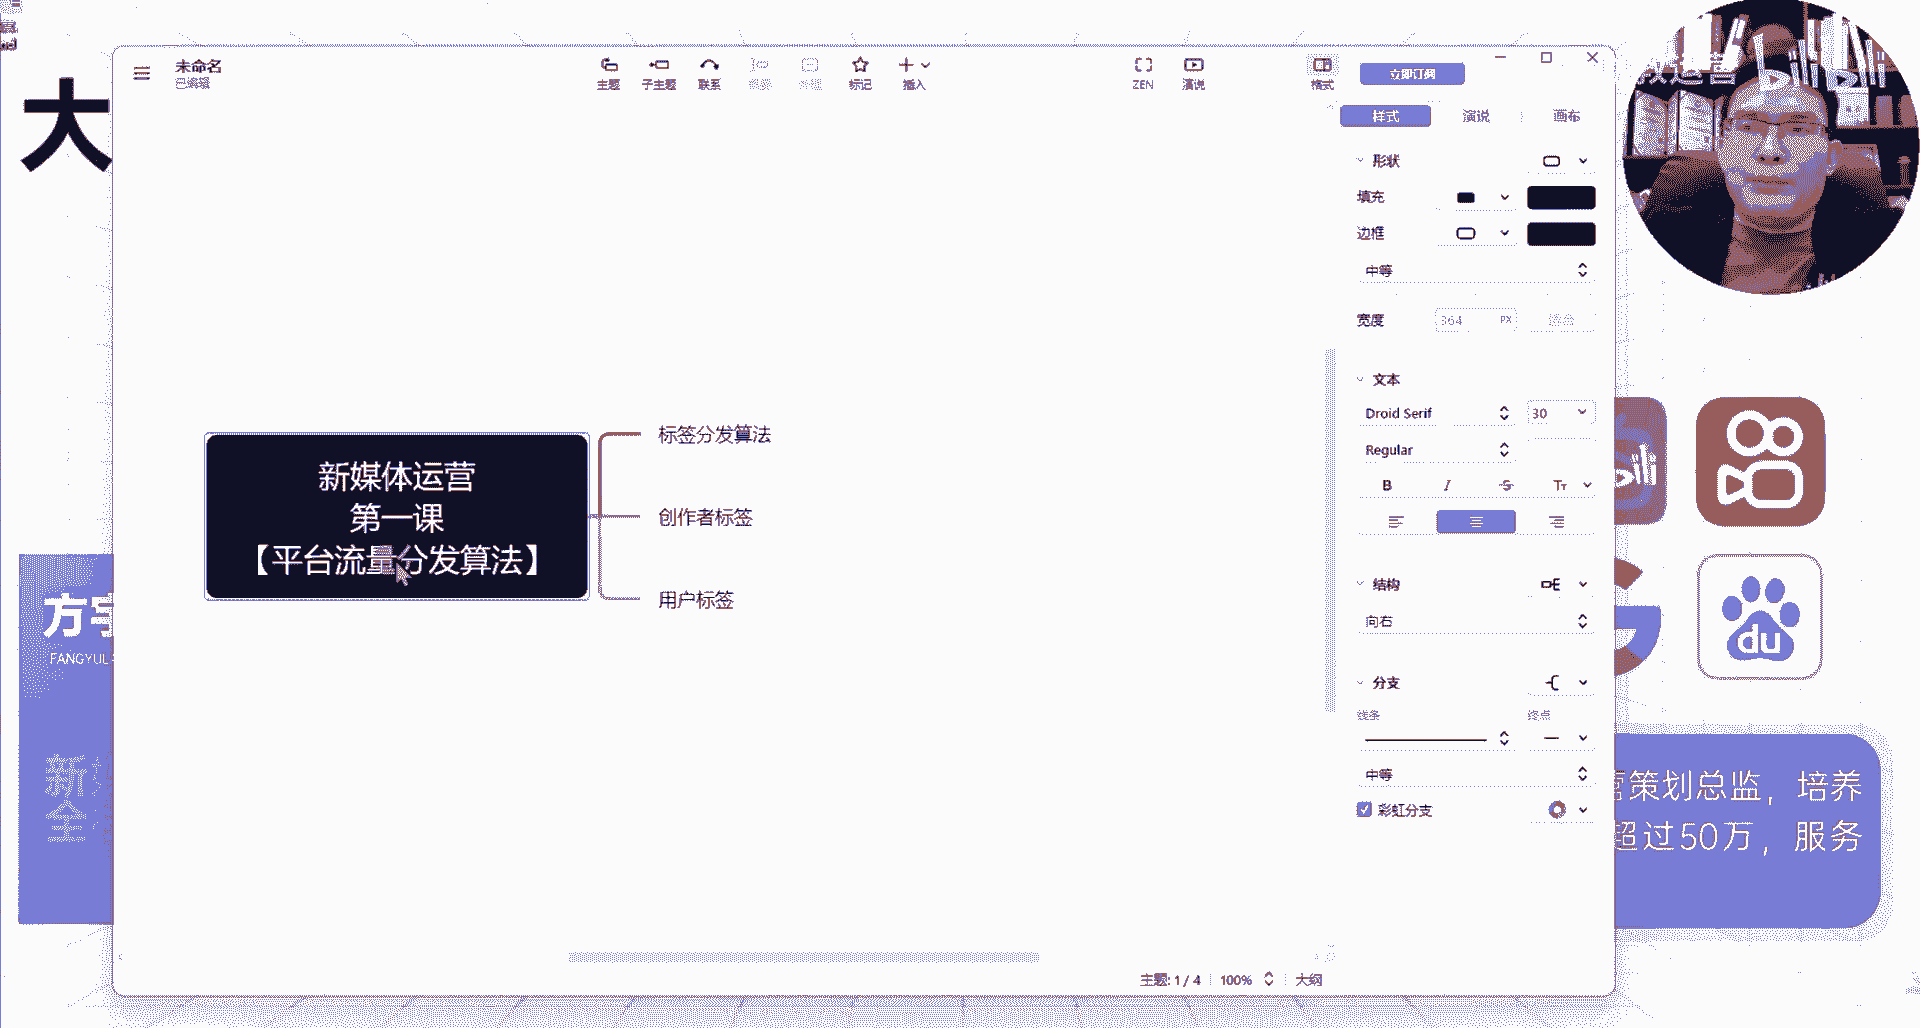 大
未命名
已编辑
主题
子主题
联系
概要
外框
标记
插入
ZEN
演说
格式
立即订阅
样式
演说
画布
形状
填充
边框
中等
宽度
364
PX
文本
Droid Serif
30
Regular
B
I
S
Tт
结构
向右
分支
线条
终点
中等
彩虹分支
新媒体运营
第一课
【平台流量分发算法】
标签分发算法
创作者标签
用户标签
主题: 1 / 4
100%
大纲
方
FANGYU
新
全
du
策划总监，培养
超过50万，服务